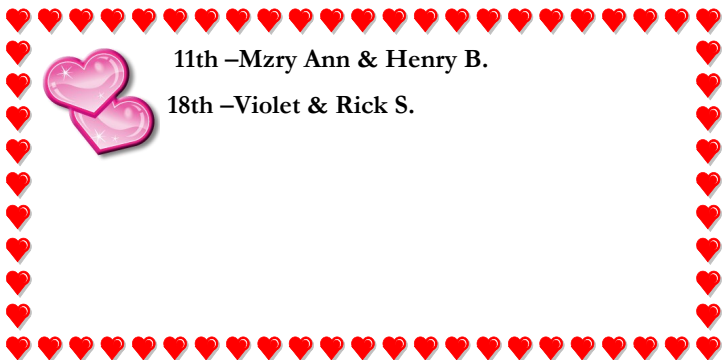 11th –Mzry Ann & Henry B.
18th –Violet & Rick S.